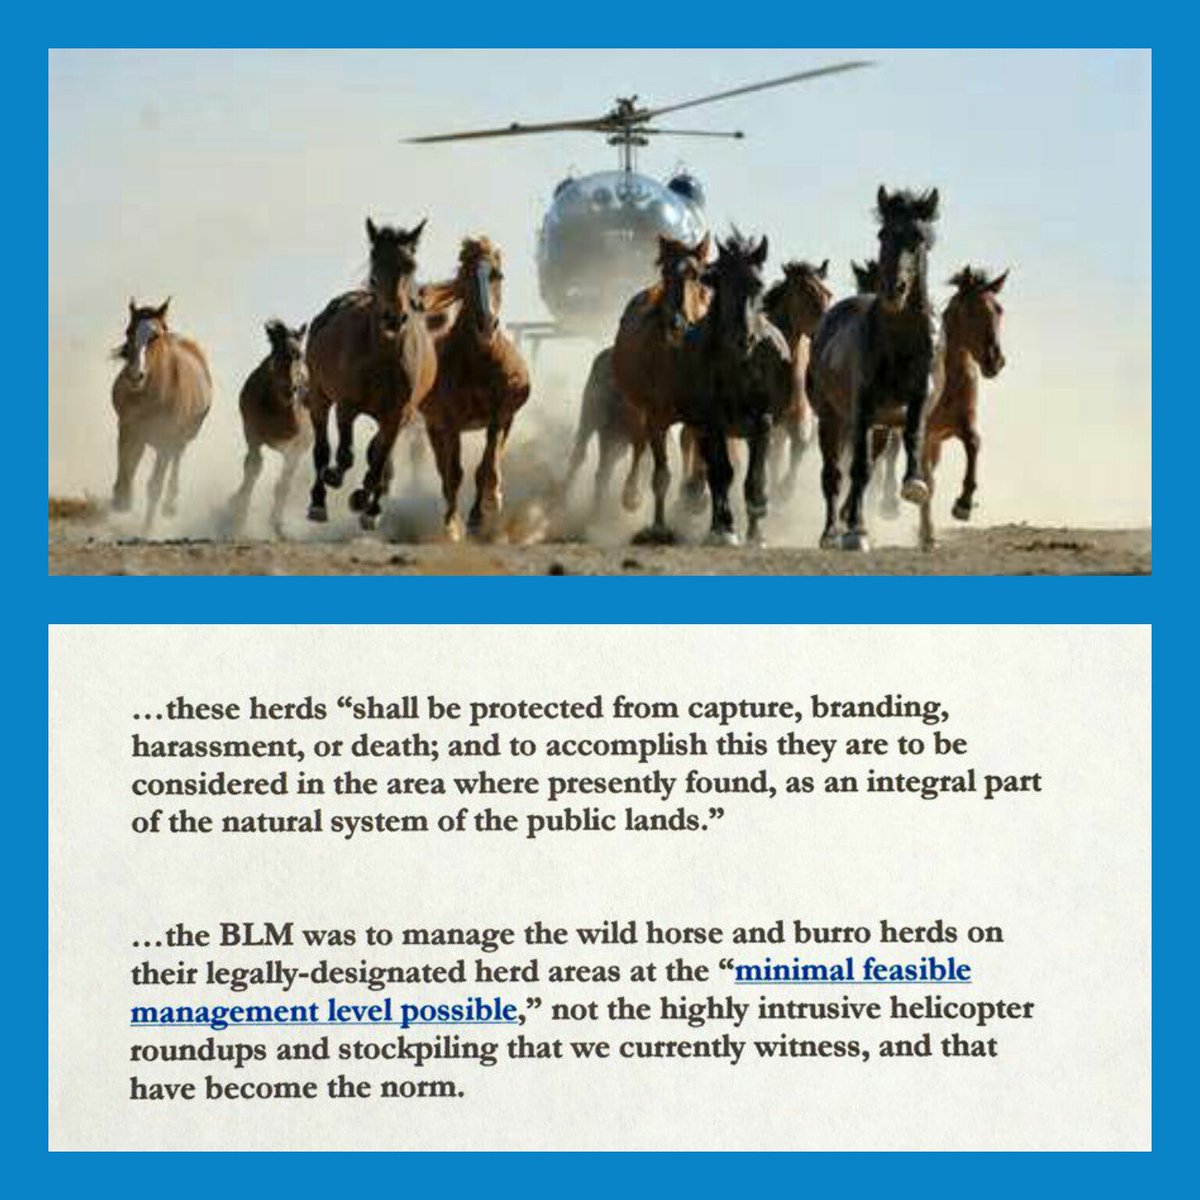 …these herds “shall be protected from capture, branding,
harassment, or death; and to accomplish this they are to be
considered in the area where presently found, as an integral part
of the natural system of the public lands.”
…the BLM was to manage the wild horse and burro herds on
their legally-designated herd areas at the “minimal feasible
management level possible,” not the highly intrusive helicopter
roundups and stockpiling that we currently witness, and that
have become the norm.